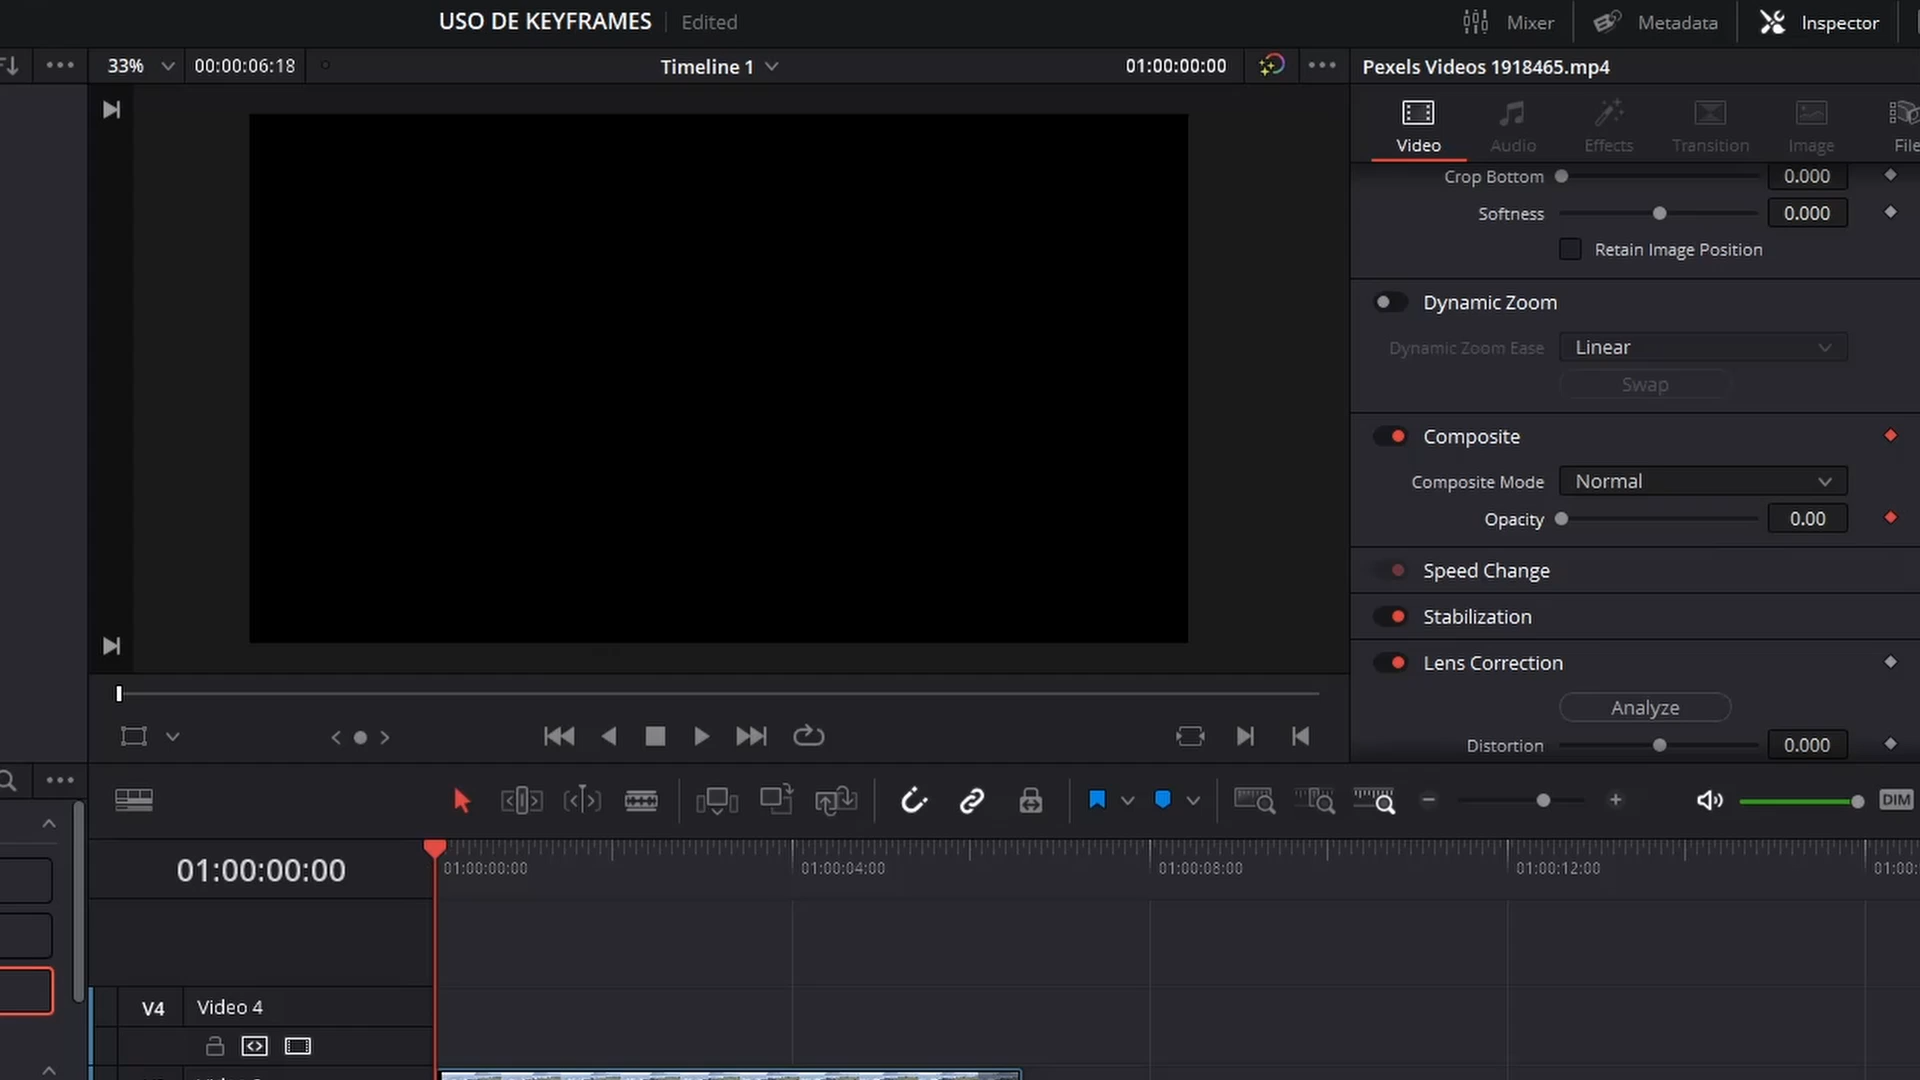 USO DE KEYFRAMES Edited Mixer Metadata Inspector
33% 00:00:06:18 Timeline 1 01:00:00:00 Pexels Videos 1918465.mp4
Video Audio Effects Transition Image File
Crop Bottom 0.000
Softness 0.000
Retain Image Position
Dynamic Zoom
Dynamic Zoom Ease Linear
Swap
Composite
Composite Mode Normal
Opacity 0.00
Speed Change
Stabilization
Lens Correction
Analyze
Distortion 0.000
DIM
01:00:00:00 01:00:00:00 01:00:04:00 01:00:08:00 01:00:12:00 01:00:
V4 Video 4